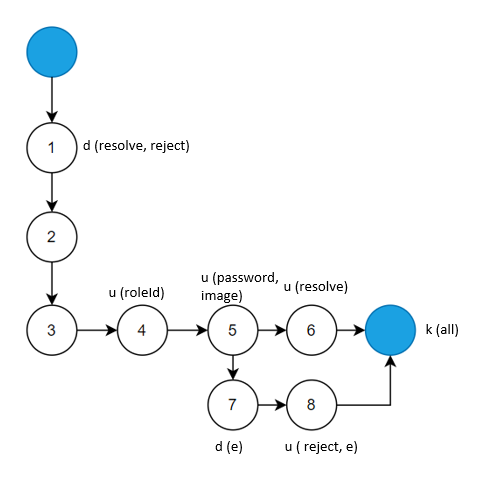 1
d (resolve, reject)
2
u (roleId)
u (password,
image)
u (resolve)
3
4
5
6
k (all)
7
8
d (e)
u ( reject, e)